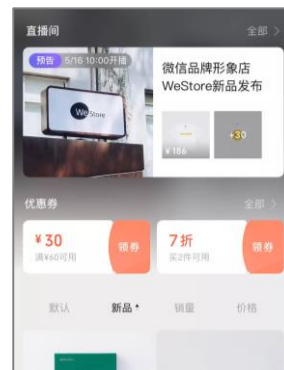 直播间
全部 >
预告 5/16 10:00开播
微信品牌形象店
WeStore新品发布
WeStore
¥186
+30
优惠券
全部 >
¥30
满¥60可用
领券
7折
买2件可用
领券
默认
新品
销量
价格